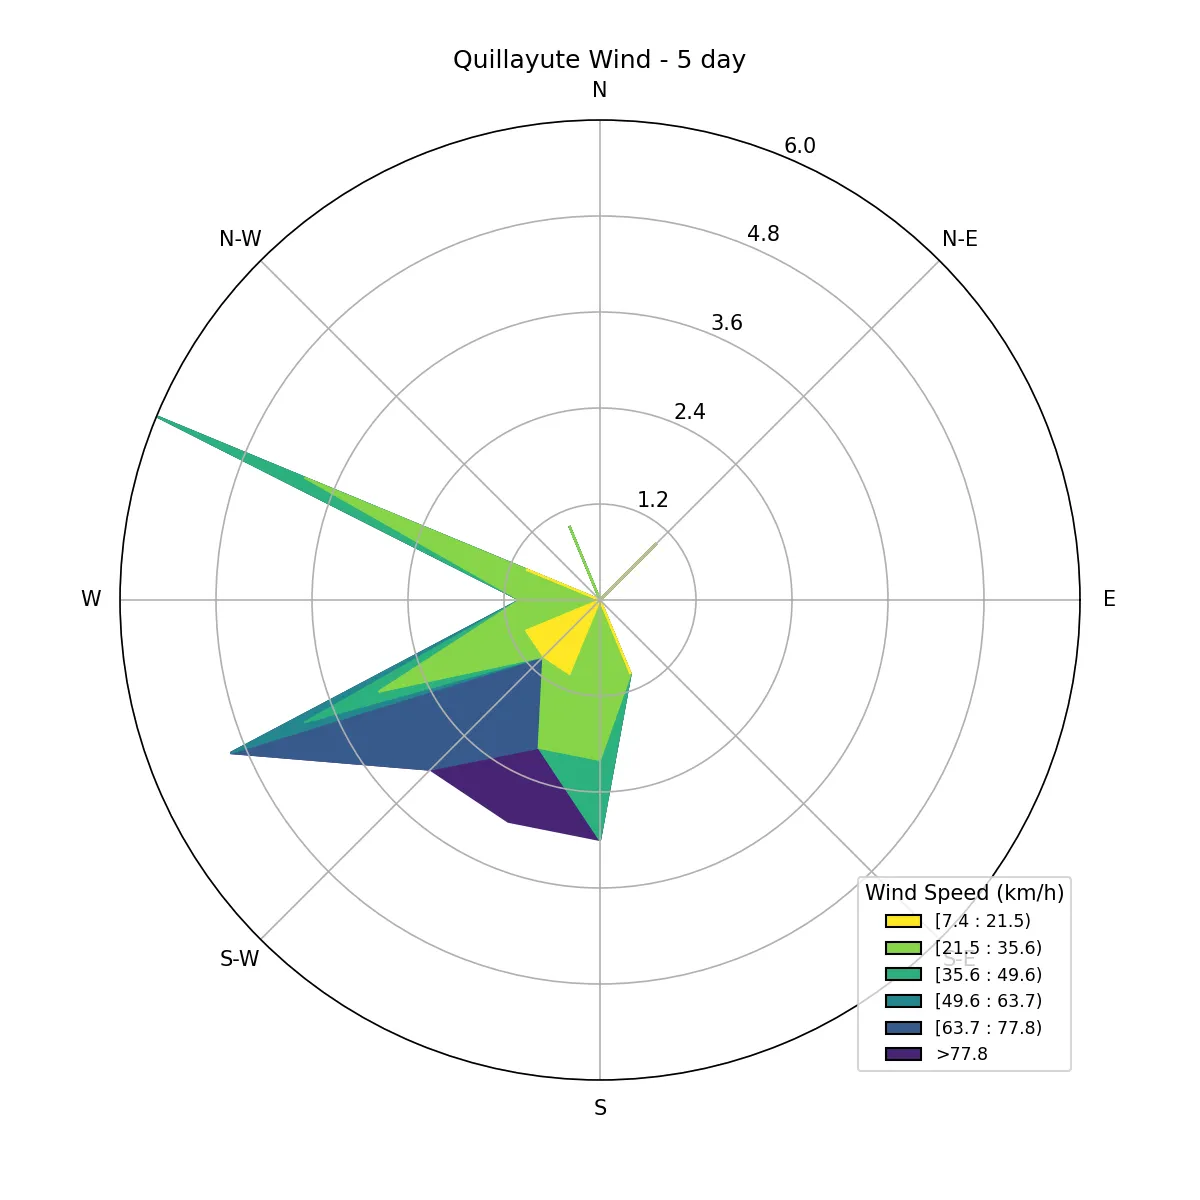 Quillayute Wind - 5 day
N
6.0
N-W
N-E
4.8
3.6
2.4
1.2
W
E
S-W
S-E
Wind Speed (km/h)
[7.4 : 21.5)
[21.5 : 35.6)
[35.6 : 49.6)
[49.6 : 63.7)
[63.7 : 77.8)
>77.8
S